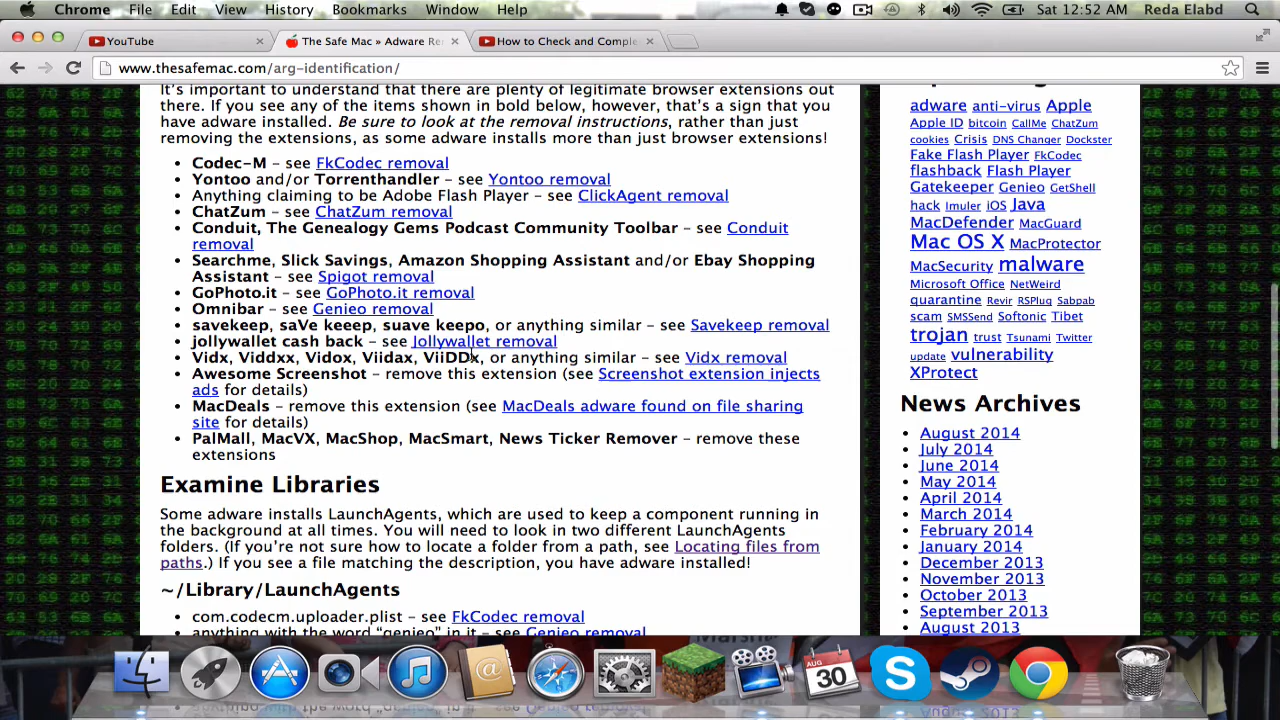 Chrome File Edit View History Bookmarks Window Help Sat 12:52 AM Reda Elabd
YouTube The Safe Mac » Adware Re How to Check and Comple
www.thesafemac.com/arg-identification/
It's important to understand that there are plenty of legitimate browser extensions out
there. If you see any of the items shown in bold below, however, that's a sign that you
have adware installed. Be sure to look at the removal instructions, rather than just
removing the extensions, as some adware installs more than just browser extensions!
• Codec-M – see FkCodec removal
• Yontoo and/or Torrenthandler – see Yontoo removal
• Anything claiming to be Adobe Flash Player – see ClickAgent removal
• ChatZum – see ChatZum removal
• Conduit, The Genealogy Gems Podcast Community Toolbar – see Conduit
removal
• Searchme, Slick Savings, Amazon Shopping Assistant and/or Ebay Shopping
Assistant – see Spigot removal
• GoPhoto.it – see GoPhoto.it removal
• Omnibar – see Genieo removal
• savekeep, saVe keeep, suave keepo, or anything similar – see Savekeep removal
• jollywallet cash back – see Jollywallet removal
• Vidx, Viddxx, Vidox, Viidax, ViiDDx, or anything similar – see Vidx removal
• Awesome Screenshot – remove this extension (see Screenshot extension injects
ads for details)
• MacDeals – remove this extension (see MacDeals adware found on file sharing
site for details)
• PalMall, MacVX, MacShop, MacSmart, News Ticker Remover – remove these
extensions
Examine Libraries
Some adware installs LaunchAgents, which are used to keep a component running in
the background at all times. You will need to look in two different LaunchAgents
folders. (If you're not sure how to locate a folder from a path, see Locating files from
paths.) If you see a file matching the description, you have adware installed!
~/Library/LaunchAgents
• com.codecm.uploader.plist – see FkCodec removal
• anything with the word "genieo" in it – see Genieo removal
adware anti-virus Apple
Apple ID bitcoin CallMe ChatZum
cookies Crisis DNS Changer Dockster
Fake Flash Player FkCodec
flashback Flash Player
Gatekeeper Genieo GetShell
hack Imuler iOS Java
MacDefender MacGuard
Mac OS X MacProtector
MacSecurity malware
Microsoft Office NetWeird
quarantine Revir RSPlug Sabpab
scam SMSSend Softonic Tibet
trojan trust Tsunami Twitter
update vulnerability
XProtect
News Archives
• August 2014
• July 2014
• June 2014
• May 2014
• April 2014
• March 2014
• February 2014
• January 2014
• December 2013
• November 2013
• October 2013
• September 2013
• August 2013
AUG
30